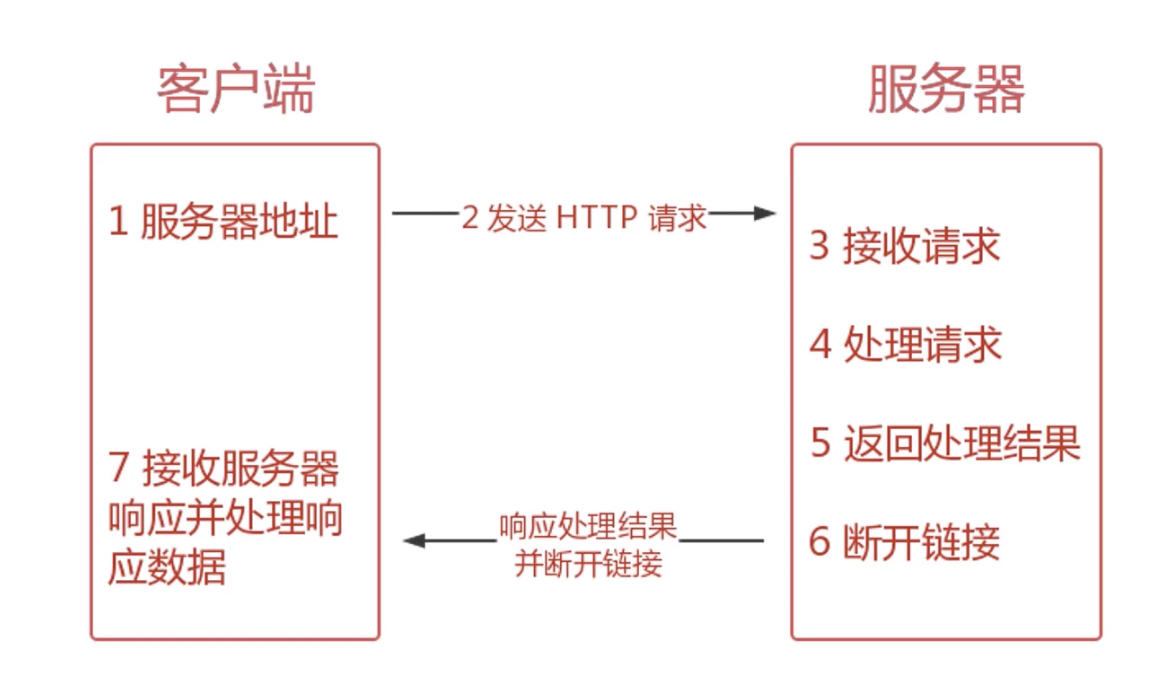 客户端
服务器
1 服务器地址
2 发送 HTTP 请求
3 接收请求
4 处理请求
5 返回处理结果
6 断开链接
响应处理结果
并断开链接
7 接收服务器
响应并处理响
应数据